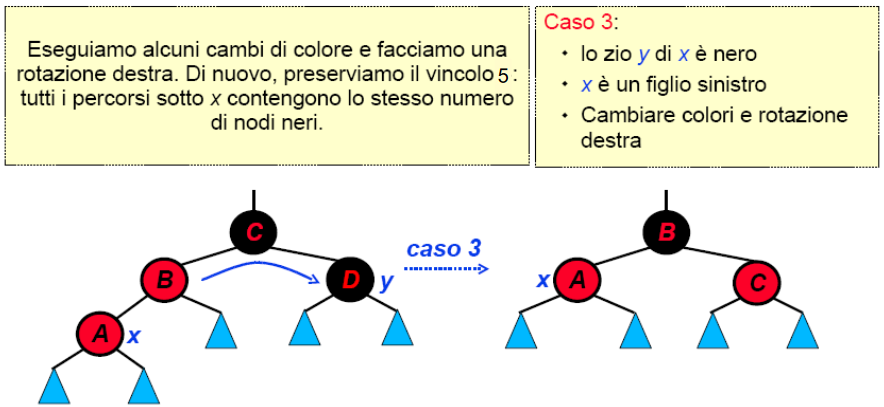 Eseguiamo alcuni cambi di colore e facciamo una
rotazione destra. Di nuovo, preserviamo il vincolo 5:
tutti i percorsi sotto x contengono lo stesso numero
di nodi neri.
Caso 3:
• lo zio y di x è nero
• x è un figlio sinistro
• Cambiare colori e rotazione
destra
C
B
D
y
A
x
caso 3
B
x
A
C